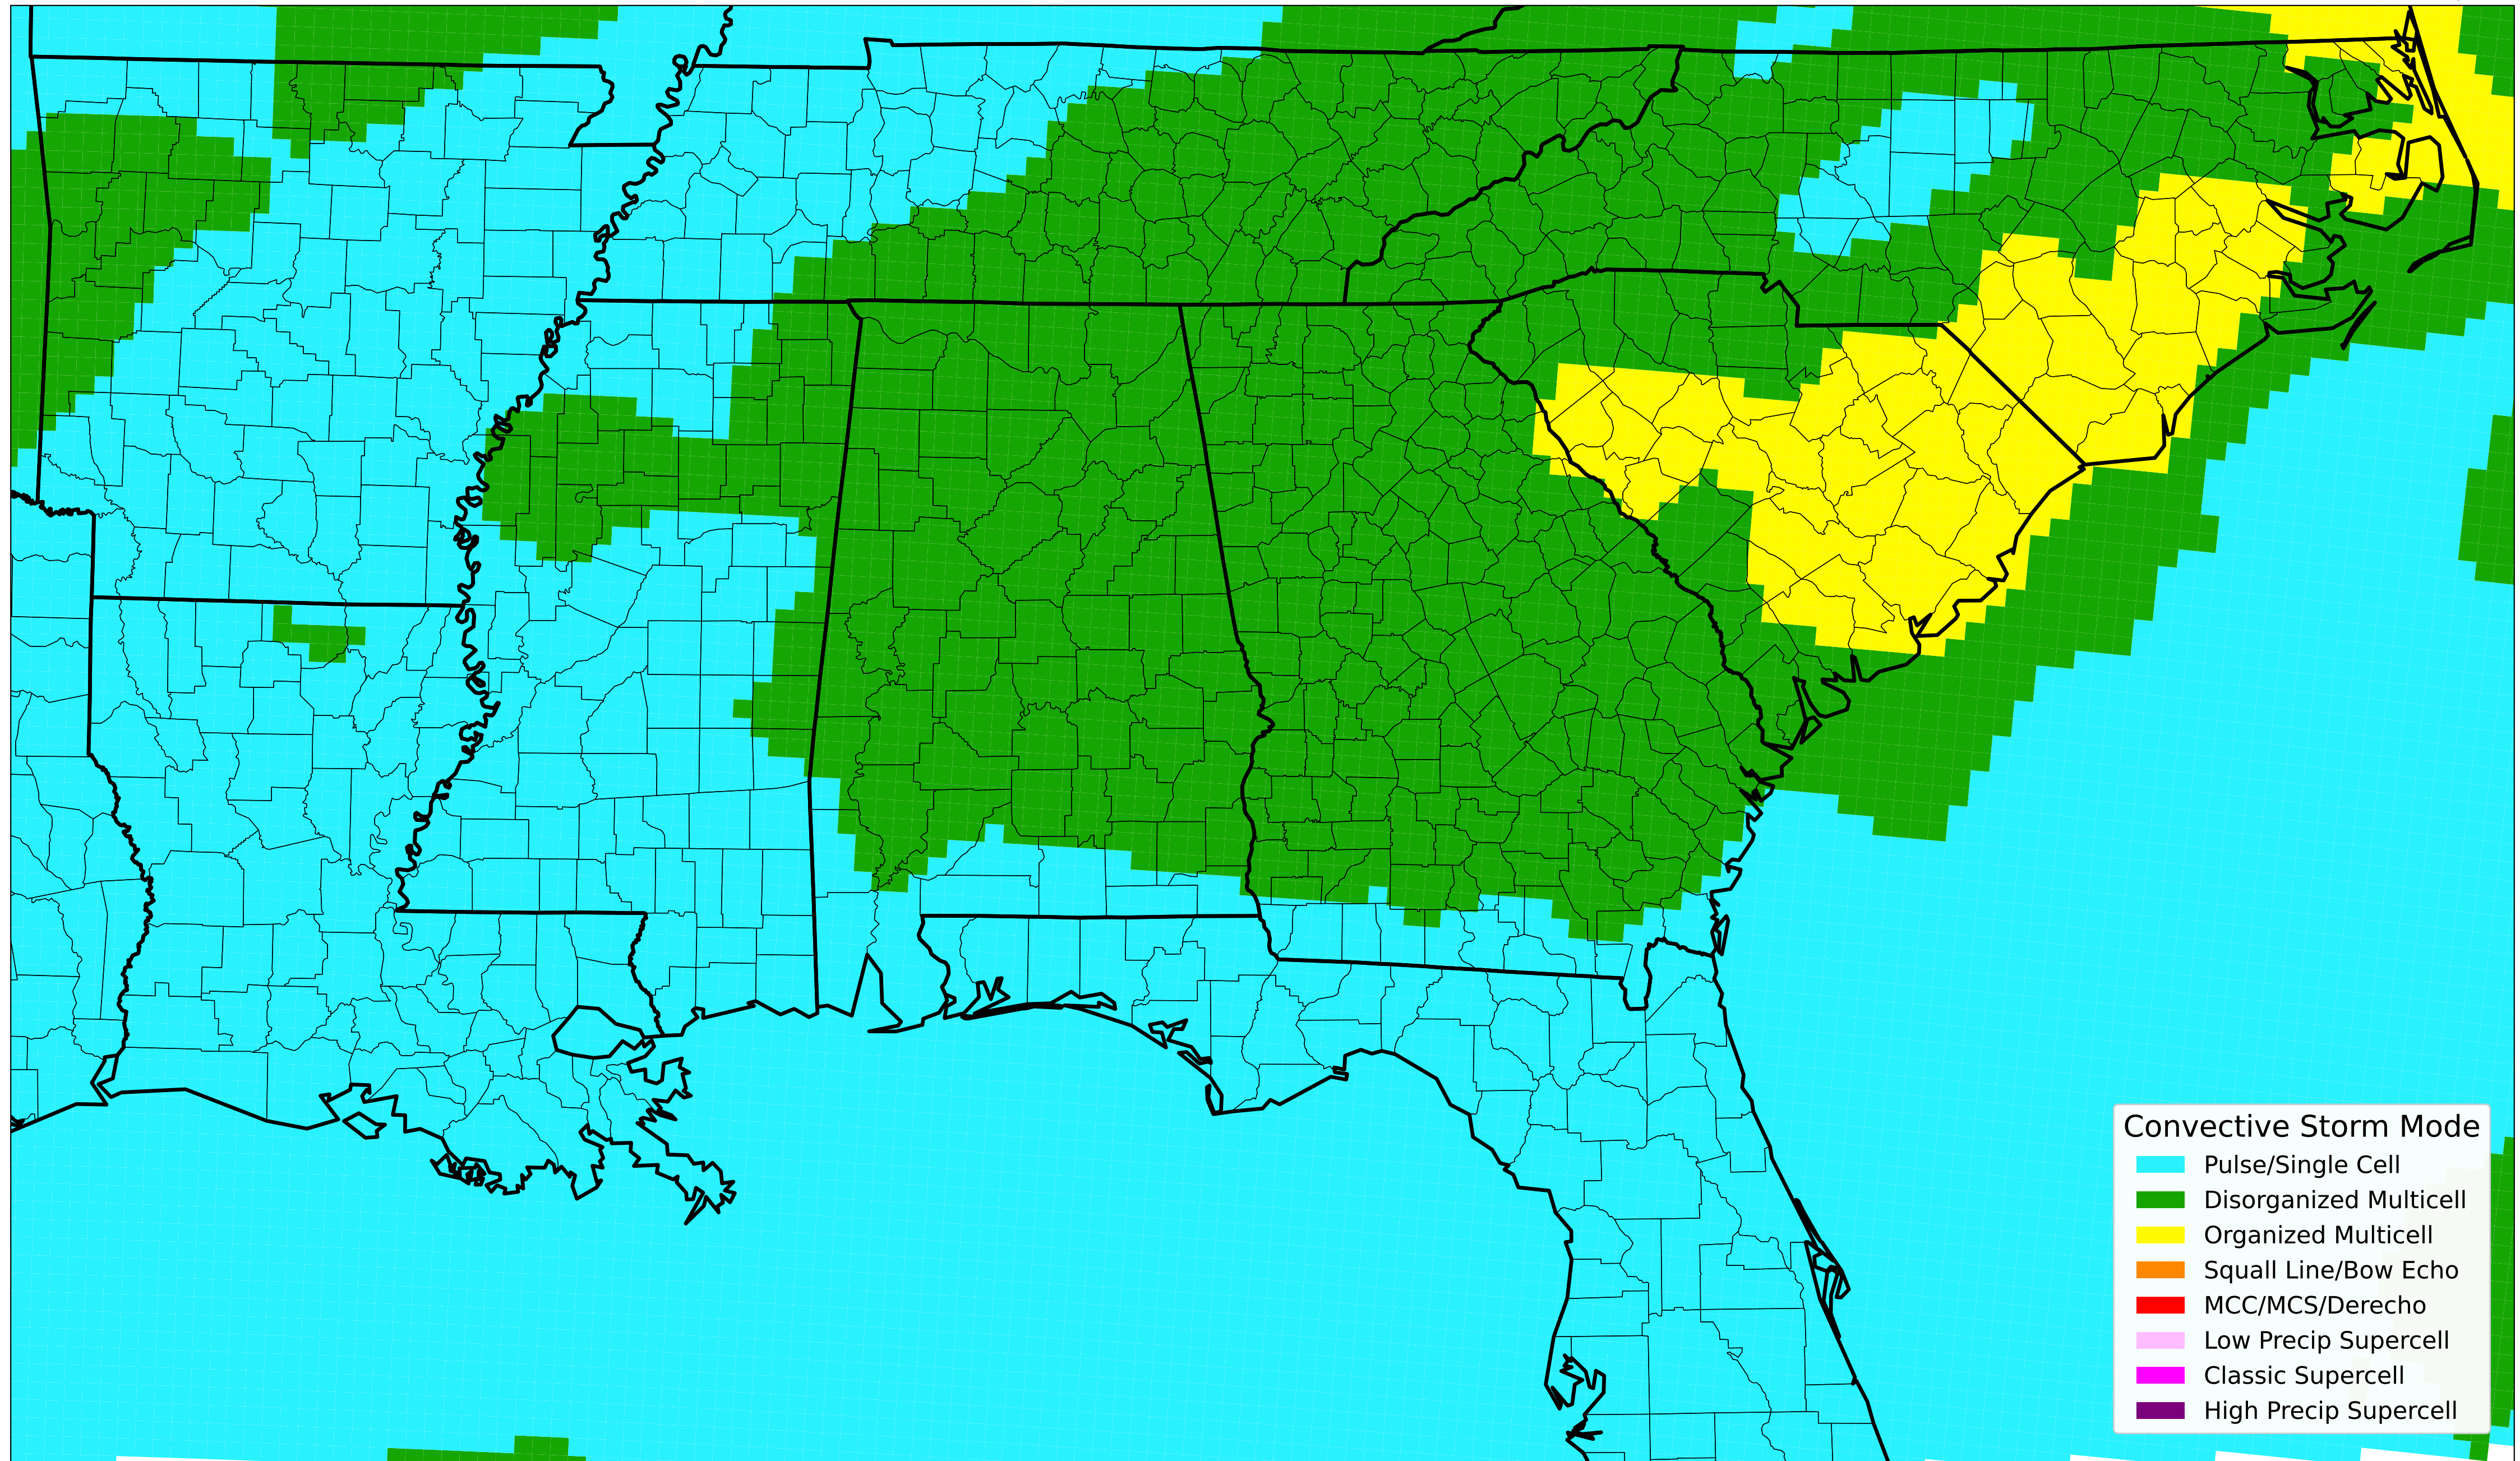 Convective Storm Mode
Pulse/Single Cell
Disorganized Multicell
Organized Multicell
Squall Line/Bow Echo
MCC/MCS/Derecho
Low Precip Supercell
Classic Supercell
High Precip Supercell